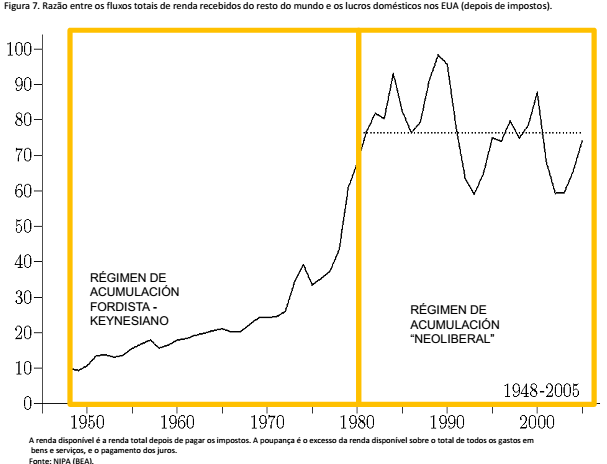 Figura 7. Razão entre os fluxos totais de renda recebidos do resto do mundo e os lucros domésticos nos EUA (depois de impostos).
100
90
80
70
60
50
40
30
20
10
0
RÉGIMEN DE
ACUMULACIÓN
FORDISTA -
KEYNESIANO
RÉGIMEN DE
ACUMULACIÓN
“NEOLIBERAL”
1948-2005
1950
1960
1970
1980
1990
2000
A renda disponível é a renda total depois de pagar os impostos. A poupança é o excesso da renda disponível sobre o total de todos os gastos em
bens e serviços, e o pagamento dos juros.
Fonte: NIPA (BEA).